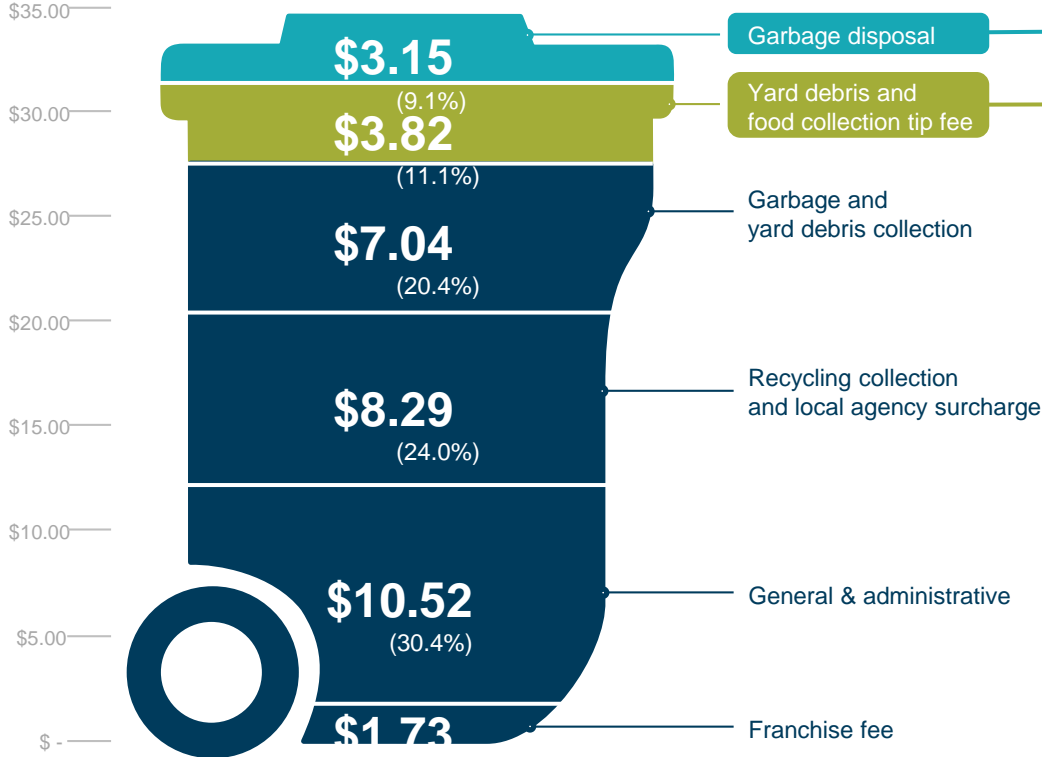 $35.00
$30.00
$25.00
$20.00
$15.00
$10.00
$5.00
$ -
$3.15
(9.1%)
$3.82
(11.1%)
$7.04
(20.4%)
$8.29
(24.0%)
$10.52
(30.4%)
$1.73
Garbage disposal
Yard debris and
food collection tip fee
Garbage and
yard debris collection
Recycling collection
and local agency surcharge
General & administrative
Franchise fee